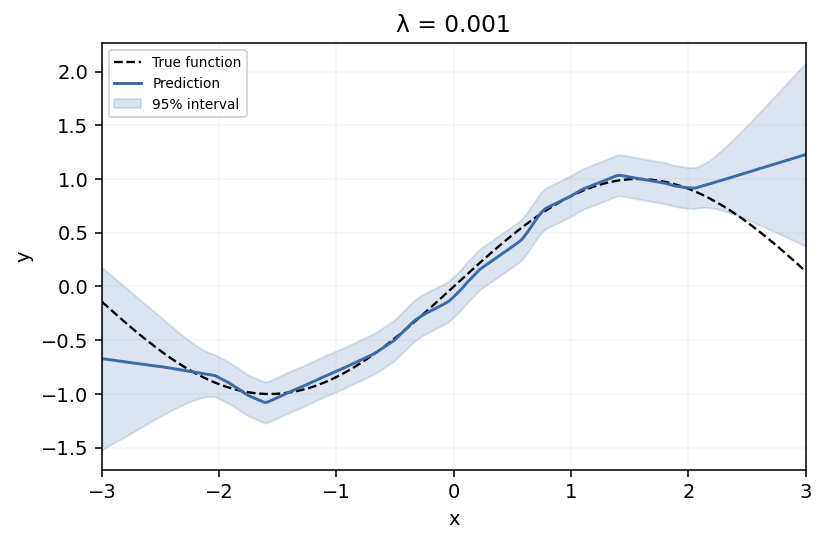 λ = 0.001
True function
Prediction
95% interval
2.0
1.5
1.0
0.5
0.0
−0.5
−1.0
−1.5
y
−3 −2 −1 0 1 2 3
x